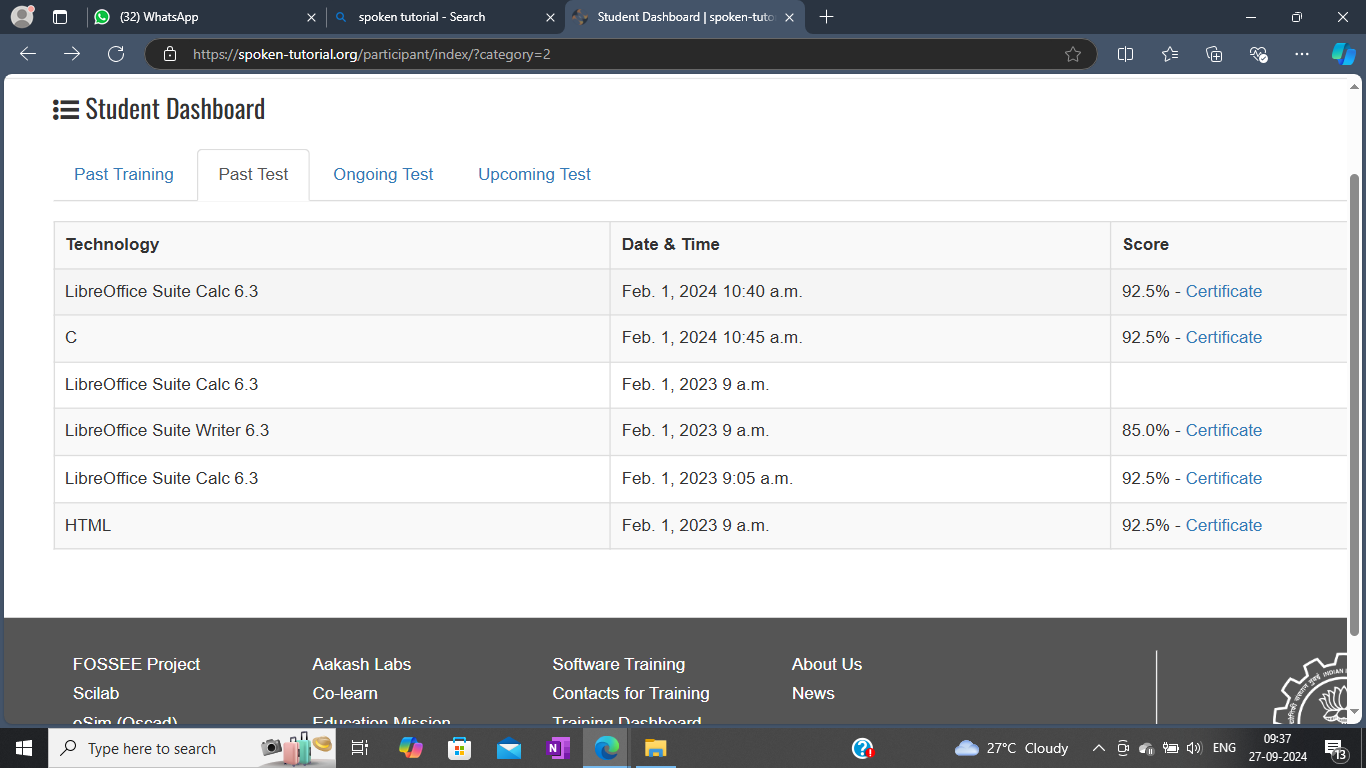 (32) WhatsApp
spoken tutorial - Search
Student Dashboard | spoken-tuto
https://spoken-tutorial.org/participant/index/?category=2
Student Dashboard
Past Training
Past Test
Ongoing Test
Upcoming Test
Technology Date & Time Score
LibreOffice Suite Calc 6.3 Feb. 1, 2024 10:40 a.m. 92.5% - Certificate
C Feb. 1, 2024 10:45 a.m. 92.5% - Certificate
LibreOffice Suite Calc 6.3 Feb. 1, 2023 9 a.m.
LibreOffice Suite Writer 6.3 Feb. 1, 2023 9 a.m. 85.0% - Certificate
LibreOffice Suite Calc 6.3 Feb. 1, 2023 9:05 a.m. 92.5% - Certificate
HTML Feb. 1, 2023 9 a.m. 92.5% - Certificate
FOSSEE Project Aakash Labs Software Training About Us
Scilab Co-learn Contacts for Training News
eSim (Oscad) Education Mission Training Dashboard
Type here to search
N
27°C Cloudy
ENG
09:37
27-09-2024
13